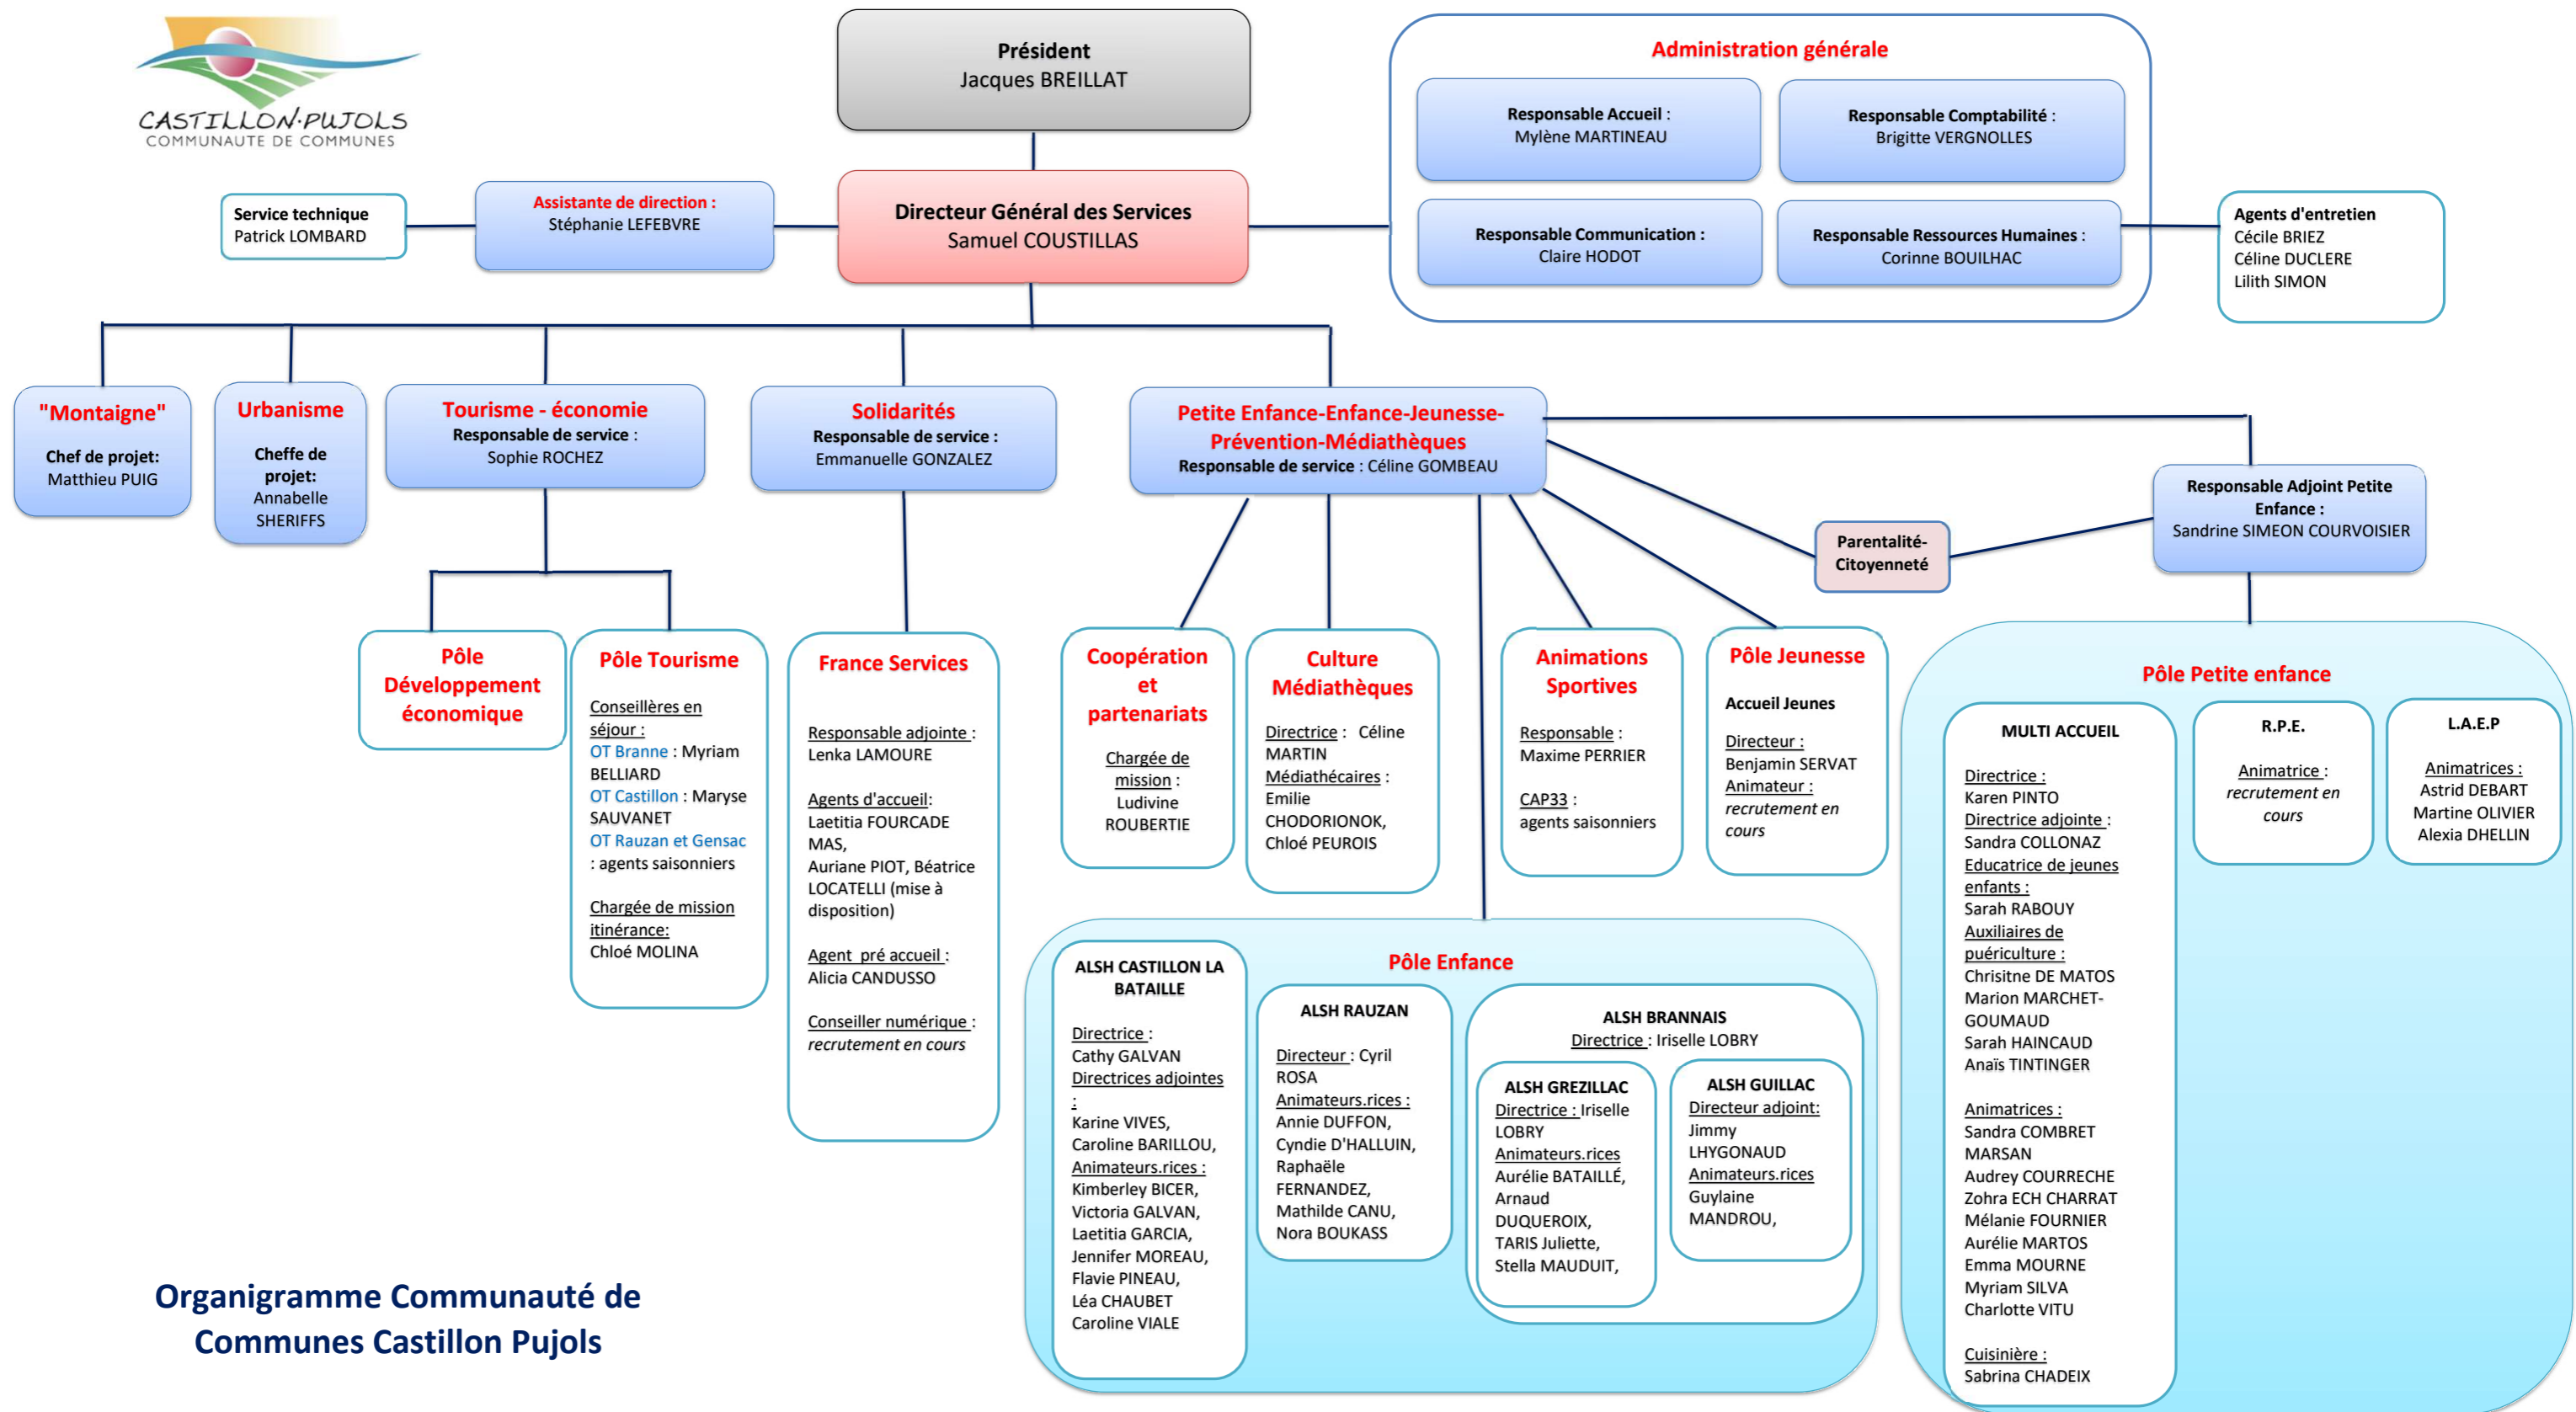 CASTILLON·PUJOLS
COMMUNAUTE DE COMMUNES
Président
Jacques BREILLAT
Administration générale
Responsable Accueil :
Mylène MARTINEAU
Responsable Comptabilité :
Brigitte VERGNOLLES
Responsable Communication :
Claire HODOT
Responsable Ressources Humaines :
Corinne BOUILHAC
Agents d'entretien
Cécile BRIEZ
Céline DUCLERE
Lilith SIMON
Service technique
Patrick LOMBARD
Assistante de direction :
Stéphanie LEFEBVRE
Directeur Général des Services
Samuel COUSTILLAS
"Montaigne"
Chef de projet:
Matthieu PUIG
Urbanisme
Cheffe de
projet:
Annabelle
SHERIFFS
Tourisme - économie
Responsable de service :
Sophie ROCHEZ
Solidarités
Responsable de service :
Emmanuelle GONZALEZ
Petite Enfance-Enfance-Jeunesse-
Prévention-Médiathèques
Responsable de service : Céline GOMBEAU
Parentalité-
Citoyenneté
Responsable Adjoint Petite
Enfance :
Sandrine SIMEON COURVOISIER
Pôle
Développement
économique
Pôle Tourisme
Conseillères en
séjour :
OT Branne : Myriam
BELLIARD
OT Castillon : Maryse
SAUVANET
OT Rauzan et Gensac
: agents saisonniers
Chargée de mission
itinérance:
Chloé MOLINA
France Services
Responsable adjointe :
Lenka LAMOURE
Agents d'accueil:
Laetitia FOURCADE
MAS,
Auriane PIOT, Béatrice
LOCATELLI (mise à
disposition)
Agent pré accueil :
Alicia CANDUSSO
Conseiller numérique :
recrutement en cours
Coopération
et
partenariats
Chargée de
mission :
Ludivine
ROUBERTIE
Culture
Médiathèques
Directrice : Céline
MARTIN
Médiathécaires :
Emilie
CHODORIONOK,
Chloé PEUROIS
Animations
Sportives
Responsable :
Maxime PERRIER
CAP33 :
agents saisonniers
Pôle Jeunesse
Accueil Jeunes
Directeur :
Benjamin SERVAT
Animateur :
recrutement en
cours
Pôle Petite enfance
MULTI ACCUEIL
Directrice :
Karen PINTO
Directrice adjointe :
Sandra COLLONAZ
Educatrice de jeunes
enfants :
Sarah RABOUY
Auxiliaires de
puériculture :
Chrisitne DE MATOS
Marion MARCHET-
GOUMAUD
Sarah HAINCAUD
Anaïs TINTINGER
Animatrices :
Sandra COMBRET
MARSAN
Audrey COURRECHE
Zohra ECH CHARRAT
Mélanie FOURNIER
Aurélie MARTOS
Emma MOURNE
Myriam SILVA
Charlotte VITU
Cuisinière :
Sabrina CHADEIX
R.P.E.
Animatrice :
recrutement en
cours
L.A.E.P
Animatrices :
Astrid DEBART
Martine OLIVIER
Alexia DHELLIN
Pôle Enfance
ALSH CASTILLON LA
BATAILLE
Directrice :
Cathy GALVAN
Directrices adjointes
:
Karine VIVES,
Caroline BARILLOU,
Animateurs.rices :
Kimberley BICER,
Victoria GALVAN,
Laetitia GARCIA,
Jennifer MOREAU,
Flavie PINEAU,
Léa CHAUBET
Caroline VIALE
ALSH RAUZAN
Directeur : Cyril
ROSA
Animateurs.rices :
Annie DUFFON,
Cyndie D'HALLUIN,
Raphaële
FERNANDEZ,
Mathilde CANU,
Nora BOUKASS
ALSH BRANNAIS
Directrice : Iriselle LOBRY
ALSH GREZILLAC
Directrice : Iriselle
LOBRY
Animateurs.rices
Aurélie BATAILLÉ,
Arnaud
DUQUEROIX,
TARIS Juliette,
Stella MAUDUIT,
ALSH GUILLAC
Directeur adjoint:
Jimmy
LHYGONAUD
Animateurs.rices
Guylaine
MANDROU,
Organigramme Communauté de
Communes Castillon Pujols